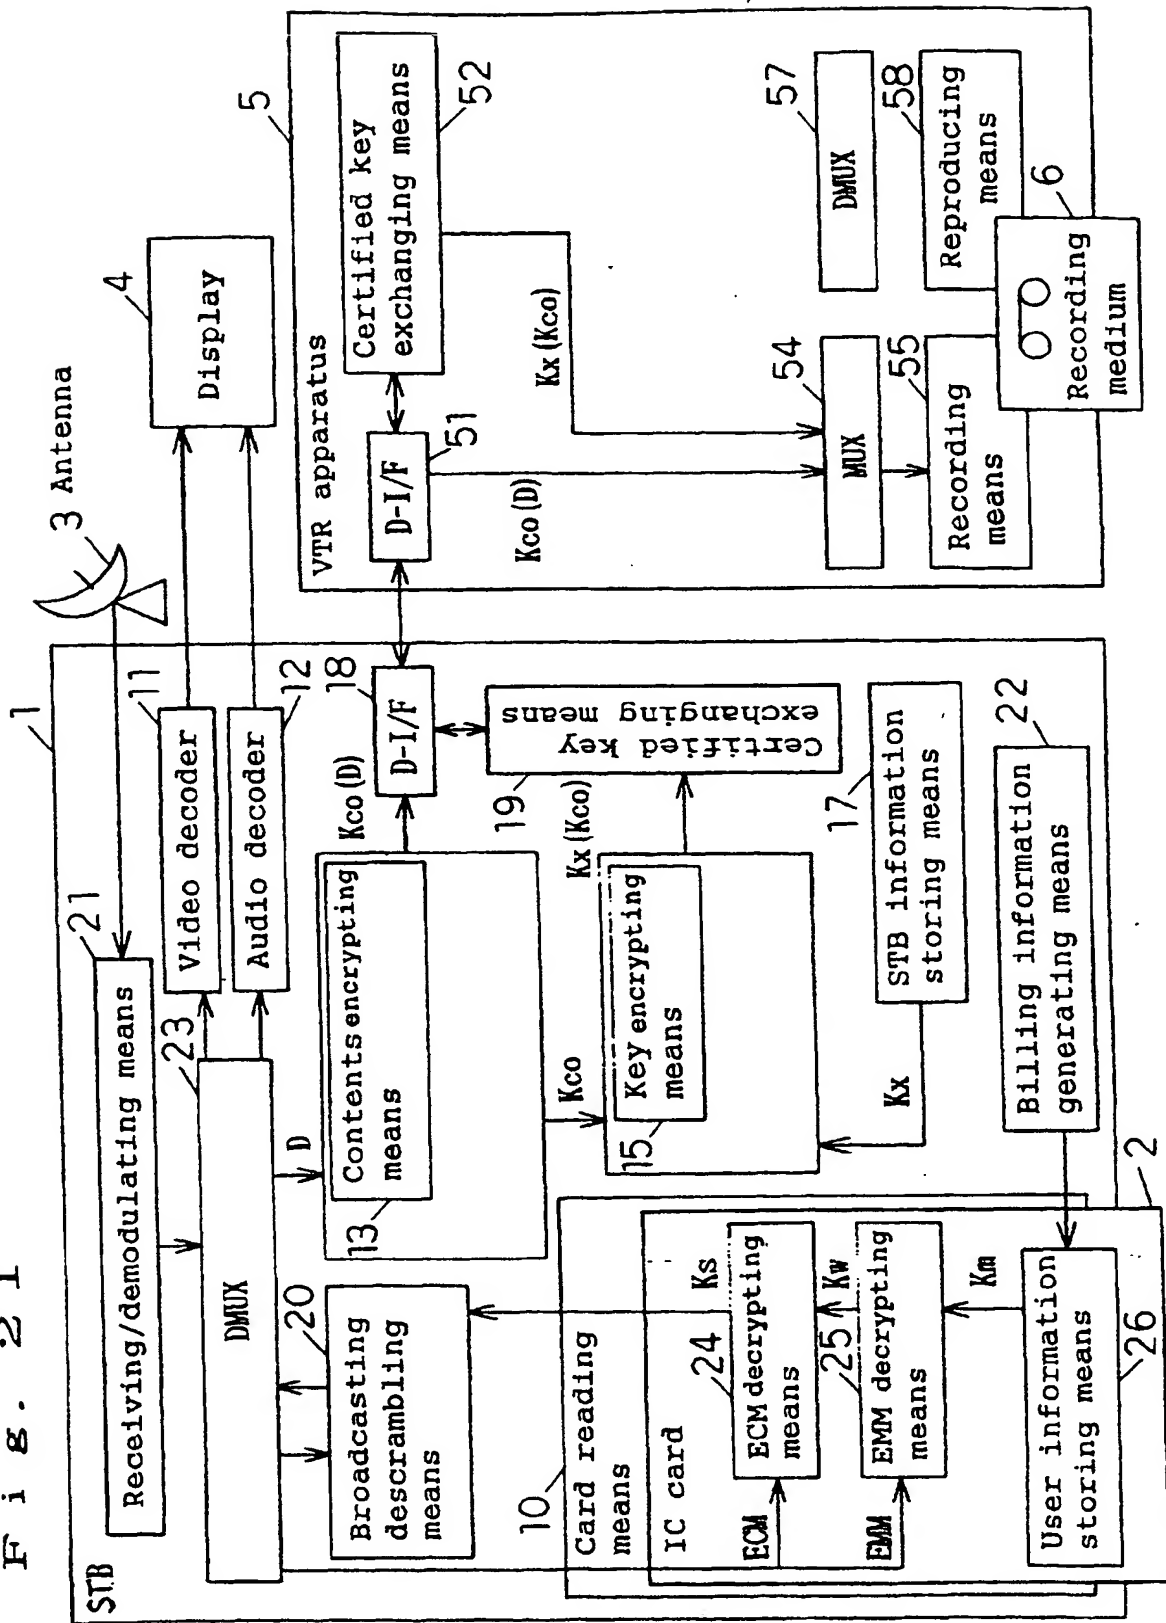 Fig. 21
STB
1
3 Antenna
Receiving/demodulating means
21
DMUX
23
Video decoder
11
Audio decoder
12
Display
4
Broadcasting
descrambling
means
20
D
Contents encrypting
means
13
Kco(D)
D-I/F
18
Kco
Key encrypting
means
15
Kx(Kco)
Certified key
exchanging means
19
STB information
storing means
17
Kx
Billing information
generating means
22
Card reading
means
10
IC card
2
ECM
ECM decrypting
means
24
Ks
Kw
EMM
EMM decrypting
means
25
Km
User information
storing means
26
VTR apparatus
5
D-I/F
51
Certified key
exchanging means
52
Kco(D)
Kx(Kco)
MUX
54
DMUX
57
Recording
means
55
Reproducing
means
58
Recording
medium
6